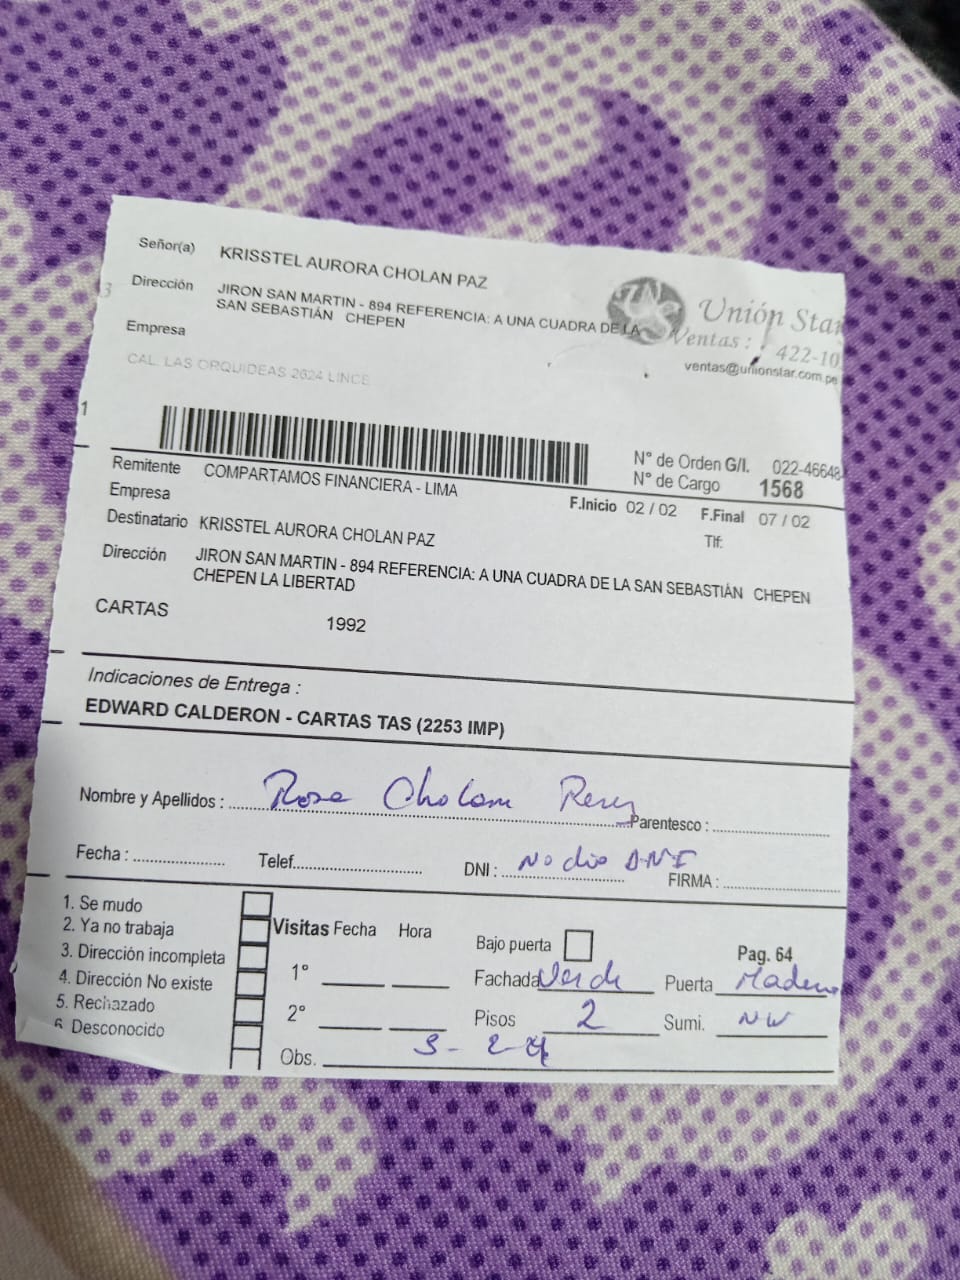 Señor(a) KRISSTEL AURORA CHOLAN PAZ
Dirección JIRON SAN MARTIN - 894 REFERENCIA: A UNA CUADRA DE LA
SAN SEBASTIÁN CHEPEN
Empresa
CAL. LAS ORQUIDEAS 2624 LINCE
Unión Star
Ventas : 422-10
ventas@unionstar.com.pe
3
1
N° de Orden G/I. 022-46648
N° de Cargo 1568
Remitente COMPARTAMOS FINANCIERA - LIMA
Empresa
F.Inicio 02 / 02 F.Final 07 / 02
Destinatario KRISSTEL AURORA CHOLAN PAZ
Tlf:
Dirección JIRON SAN MARTIN - 894 REFERENCIA: A UNA CUADRA DE LA SAN SEBASTIÁN CHEPEN
CHEPEN LA LIBERTAD
CARTAS 1992
Indicaciones de Entrega :
EDWARD CALDERON - CARTAS TAS (2253 IMP)
Nombre y Apellidos : Rosa Cholan Parentesco :
Fecha : Telef. DNI : No dio DNI FIRMA :
1. Se mudo
2. Ya no trabaja
3. Dirección incompleta
4. Dirección No existe
5. Rechazado
6. Desconocido
Visitas Fecha Hora
1°
2°
Obs. 3-2-
Bajo puerta Pag. 64
Fachada Verde Puerta Madera
Pisos 2 Sumi. NW